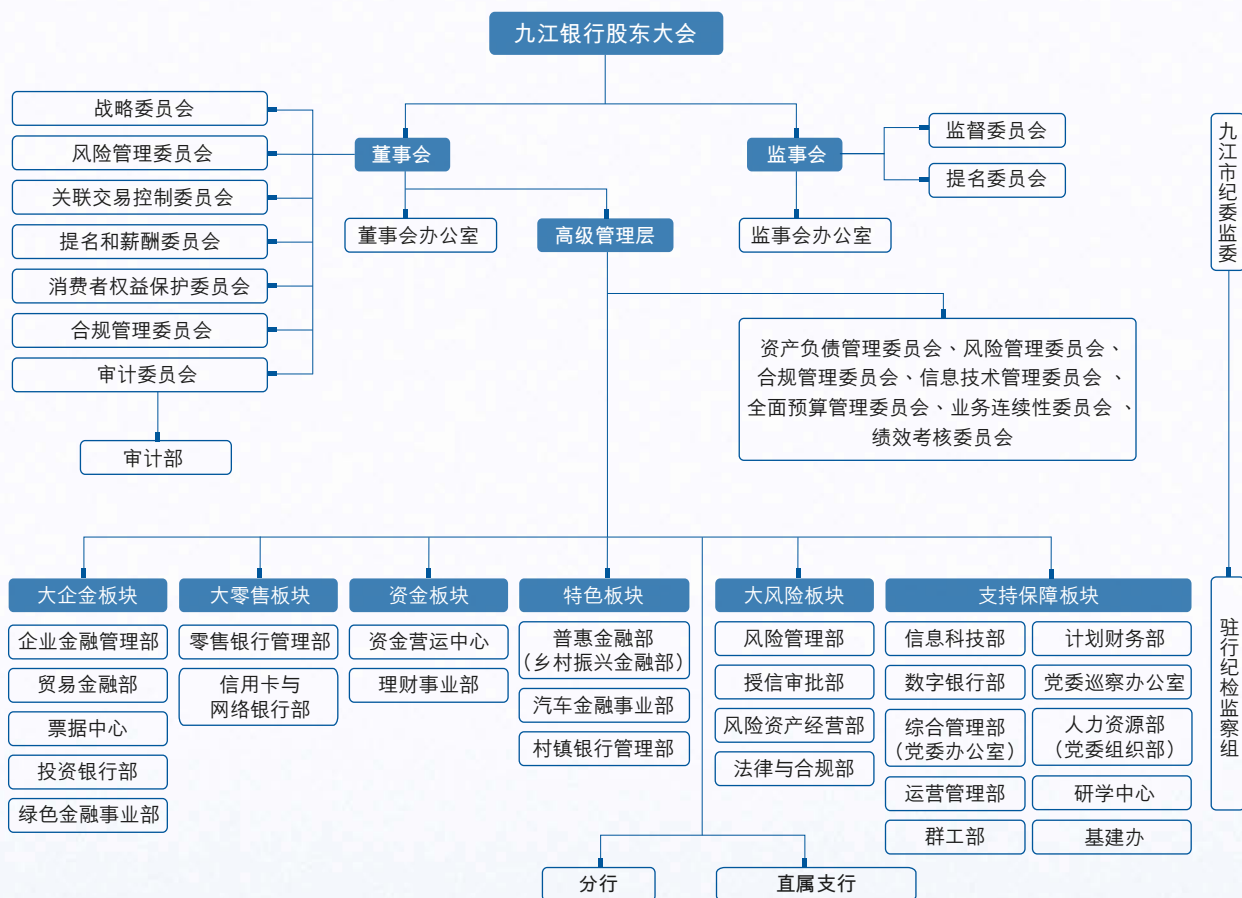 九江银行股东大会
战略委员会
风险管理委员会
关联交易控制委员会
提名和薪酬委员会
消费者权益保护委员会
合规管理委员会
审计委员会
审计部
董事会
监事会
监督委员会
提名委员会
董事会办公室
高级管理层
监事会办公室
资产负债管理委员会、风险管理委员会、
合规管理委员会、信息技术管理委员会 、
全面预算管理委员会、业务连续性委员会 、
绩效考核委员会
九江市纪委监委
驻行纪检监察组
大企金板块
企业金融管理部
贸易金融部
票据中心
投资银行部
绿色金融事业部
大零售板块
零售银行管理部
信用卡与
网络银行部
资金板块
资金营运中心
理财事业部
特色板块
普惠金融部
（乡村振兴金融部）
汽车金融事业部
村镇银行管理部
大风险板块
风险管理部
授信审批部
风险资产经营部
法律与合规部
支持保障板块
信息科技部
数字银行部
综合管理部
（党委办公室）
运营管理部
群工部
计划财务部
党委巡察办公室
人力资源部
（党委组织部）
研学中心
基建办
分行
直属支行